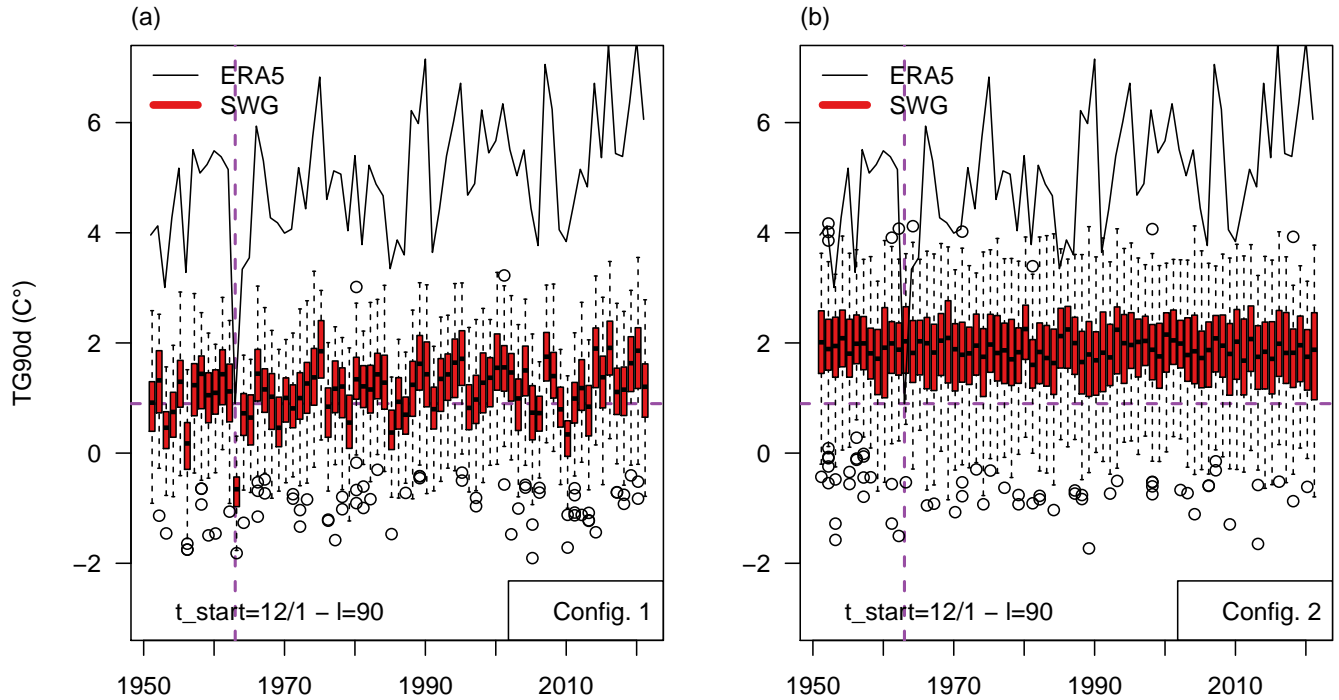 (a)
ERA5
SWG
TG90d (C°)
6
4
2
0
−2
t_start=12/1 − l=90
Config. 1
1950
1970
1990
2010
(b)
ERA5
SWG
6
4
2
0
−2
t_start=12/1 − l=90
Config. 2
1950
1970
1990
2010